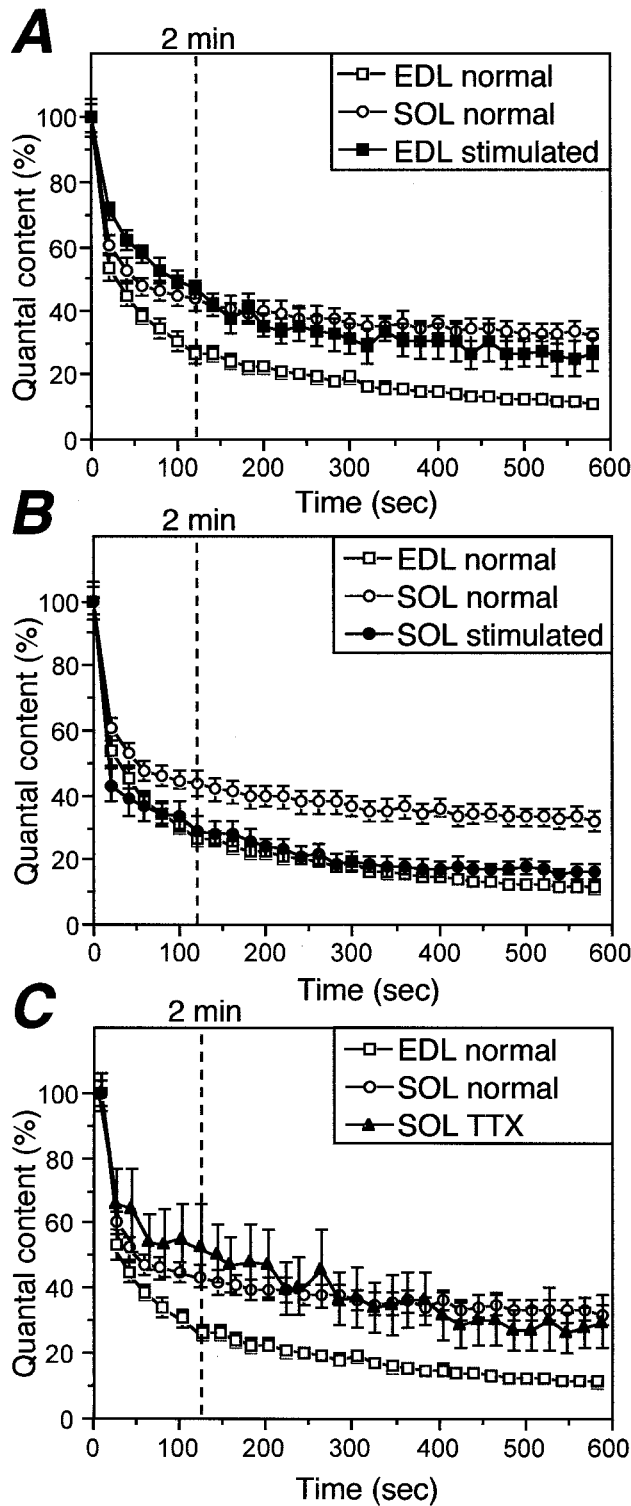 A
2 min
EDL normal
SOL normal
EDL stimulated
Quantal content (%)
100
80
60
40
20
0
0 100 200 300 400 500 600
Time (sec)
B
2 min
EDL normal
SOL normal
SOL stimulated
Quantal content (%)
100
80
60
40
20
0
0 100 200 300 400 500 600
Time (sec)
C
2 min
EDL normal
SOL normal
SOL TTX
Quantal content (%)
100
80
60
40
20
0
0 100 200 300 400 500 600
Time (sec)